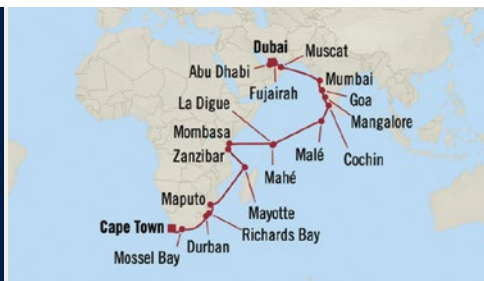 Dubai
Muscat
Abu Dhabi
Fujairah
Mumbai
Goa
La Digue
Mangalore
Mombasa
Zanzibar
Malé
Cochin
Mahé
Maputo
Mayotte
Cape Town
Richards Bay
Durban
Mossel Bay